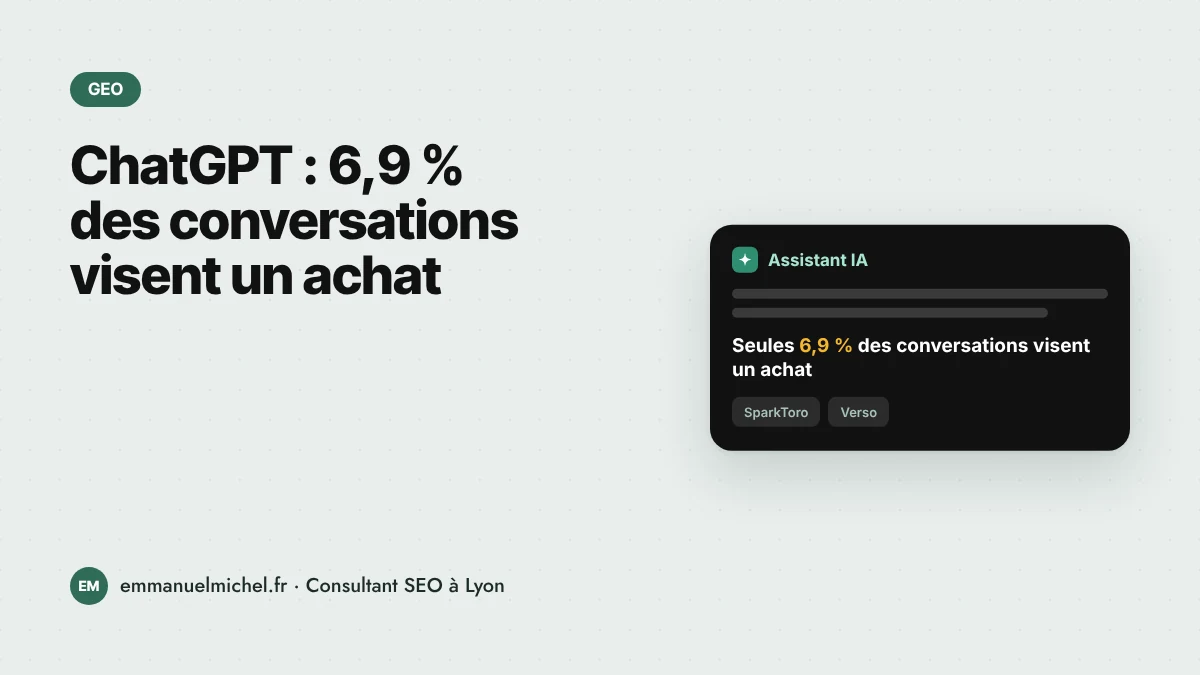 GEO
ChatGPT : 6,9 %
des conversations
visent un achat
Assistant IA
Seules 6,9 % des conversations visent
un achat
SparkToro Verso
EM emmanuelmichel.fr · Consultant SEO à Lyon